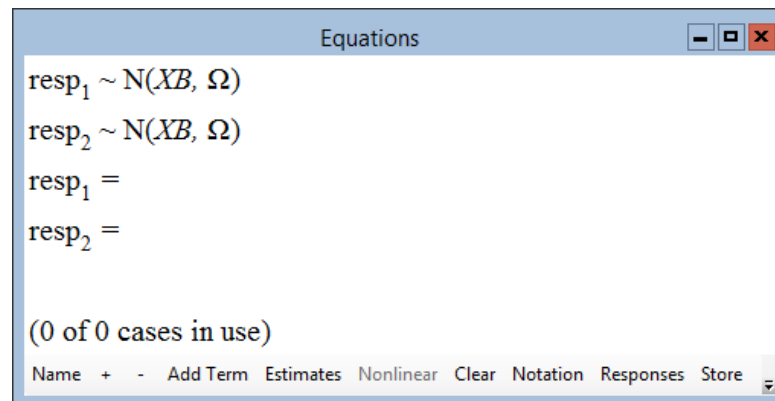 Equations
resp₁ ~ N(XB, Ω)
resp₂ ~ N(XB, Ω)
resp₁ =
resp₂ =
(0 of 0 cases in use)
Name + - Add Term Estimates Nonlinear Clear Notation Responses Store